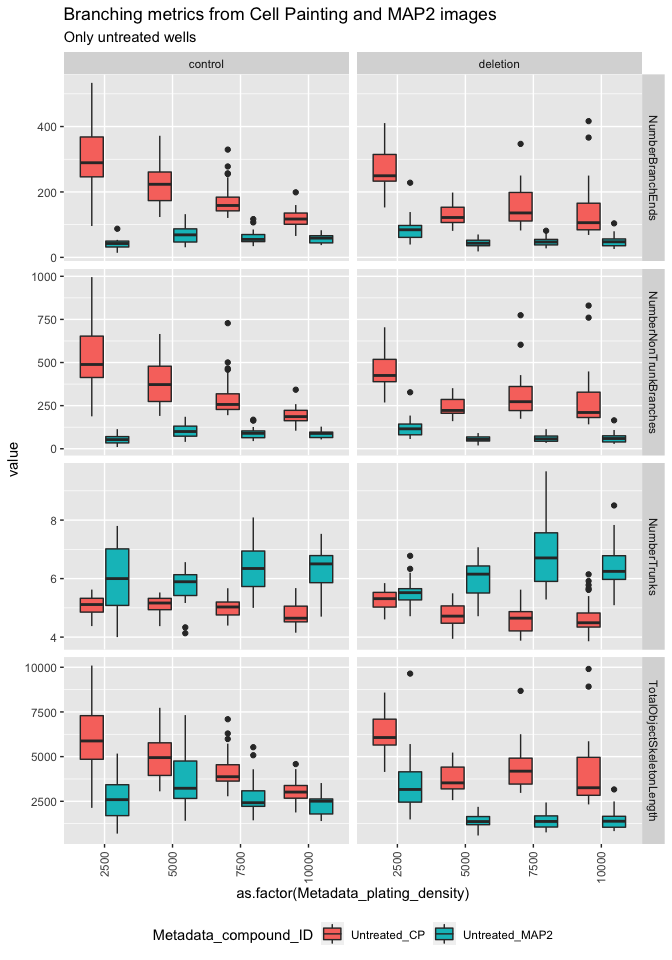 Branching metrics from Cell Painting and MAP2 images
Only untreated wells
control
deletion
400
200
0
NumberBranchEnds
1000
750
500
250
0
NumberNonTrunkBranches
value
8
6
4
NumberTrunks
10000
7500
5000
2500
TotalObjectSkeletonLength
2500
5000
7500
10000
2500
5000
7500
10000
as.factor(Metadata_plating_density)
Metadata_compound_ID
Untreated_CP
Untreated_MAP2